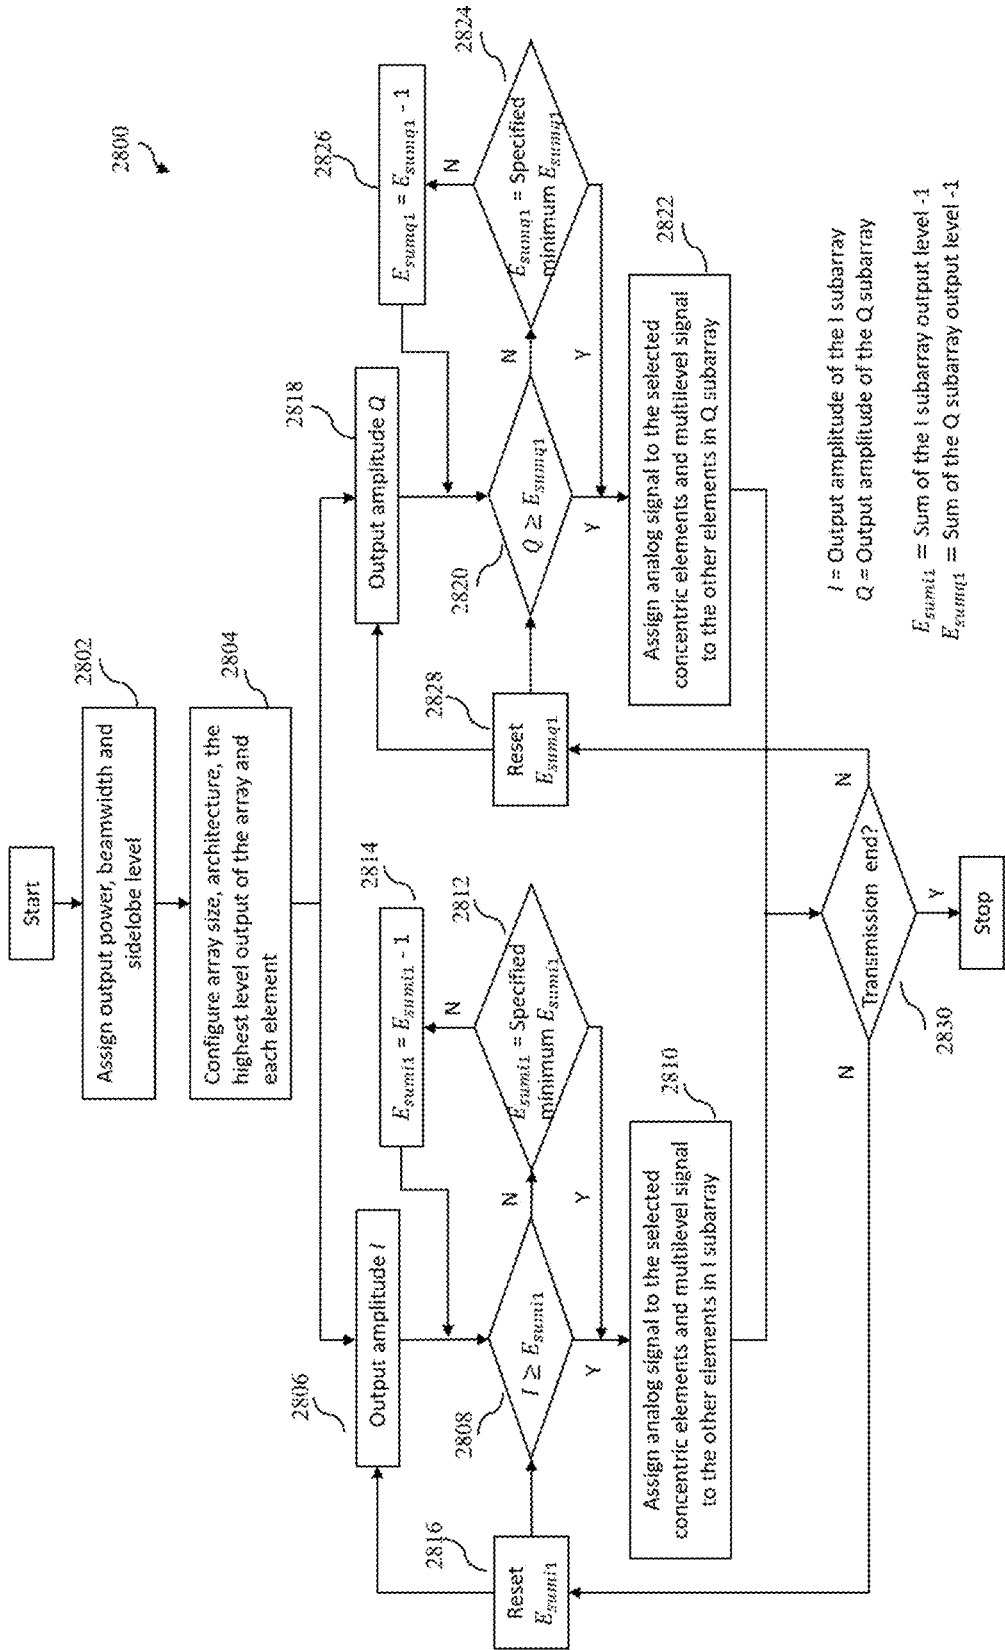 2800
Start
2802
Assign output power, beamwidth and
sidelobe level
2804
Configure array size, architecture, the
highest level output of the array and
each element
2806
Output amplitude I
2814
E_sumi1 = E_sumi1 - 1
2816
Reset
E_sumi1
2808
I ≥ E_sumi1
N
Y
2812
E_sumi1 = Specified
minimum E_sumi1
N
Y
2810
Assign analog signal to the selected
concentric elements and multilevel signal
to the other elements in I subarray
2818
Output amplitude Q
2826
E_sumq1 = E_sumq1 - 1
2828
Reset
E_sumq1
2820
Q ≥ E_sumq1
N
Y
2824
E_sumq1 = Specified
minimum E_sumq1
N
Y
2822
Assign analog signal to the selected
concentric elements and multilevel signal
to the other elements in Q subarray
N
Transmission end?
N
2830
Y
Stop
I = Output amplitude of the I subarray
Q = Output amplitude of the Q subarray
E_sumi1 = Sum of the I subarray output level -1
E_sumq1 = Sum of the Q subarray output level -1